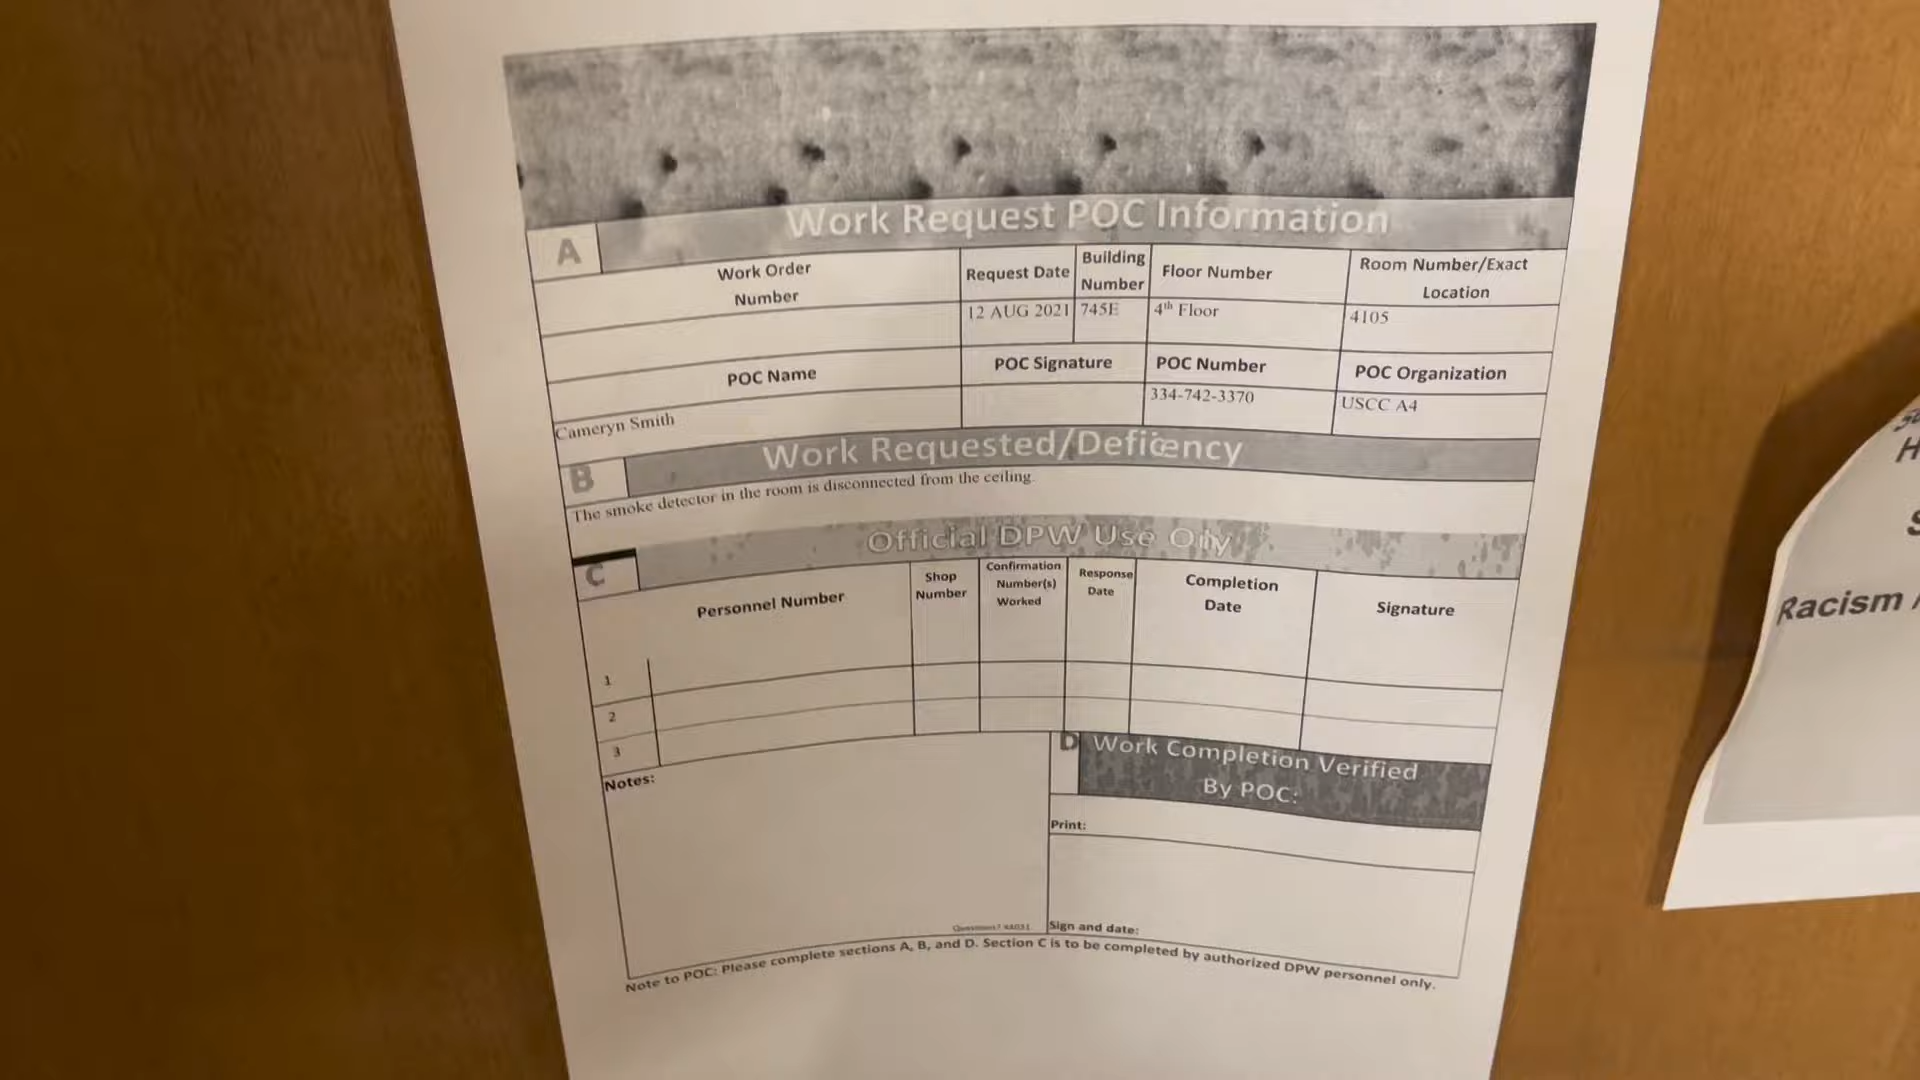 Work Request POC Information
A
Work Order
Number
Request Date
Building
Number
Floor Number
Room Number/Exact
Location
12 AUG 2021
745E
4th Floor
4105
POC Name
POC Signature
POC Number
POC Organization
Cameryn Smith
334-742-3370
USCC A4
B
Work Requested/Deficiency
The smoke detector in the room is disconnected from the ceiling.
Official DPW Use Only
C
Personnel Number
Shop
Number
Confirmation
Number(s)
Worked
Response
Date
Completion
Date
Signature
1
2
3
Notes:
D
Work Completion Verified
By POC:
Print:
Sign and date:
Note to POC: Please complete sections A, B, and D. Section C is to be completed by authorized DPW personnel only.
H
S
Racism